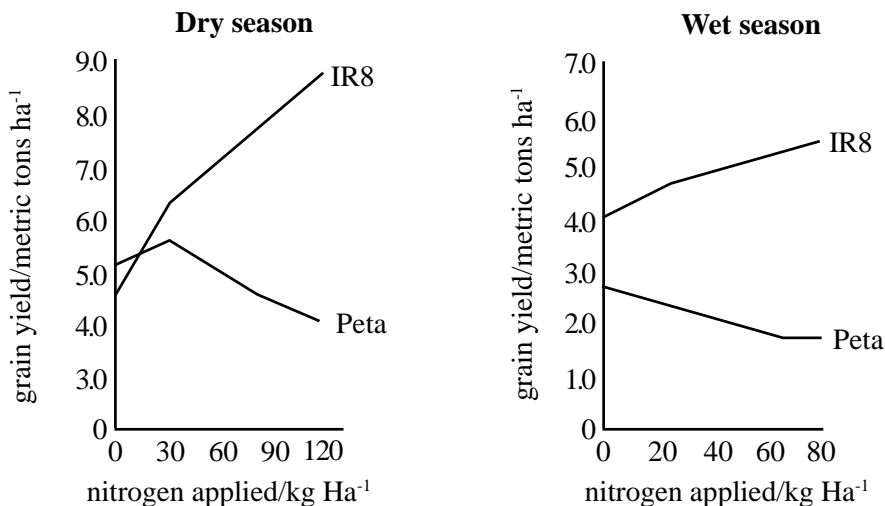 Dry season
grain yield/metric tons ha⁻¹
9.0
8.0
7.0
6.0
5.0
4.0
3.0
0
IR8
Peta
0 30 60 90 120
nitrogen applied/kg Ha⁻¹
Wet season
grain yield/metric tons ha⁻¹
7.0
6.0
5.0
4.0
3.0
2.0
1.0
0
IR8
Peta
0 20 40 60 80
nitrogen applied/kg Ha⁻¹